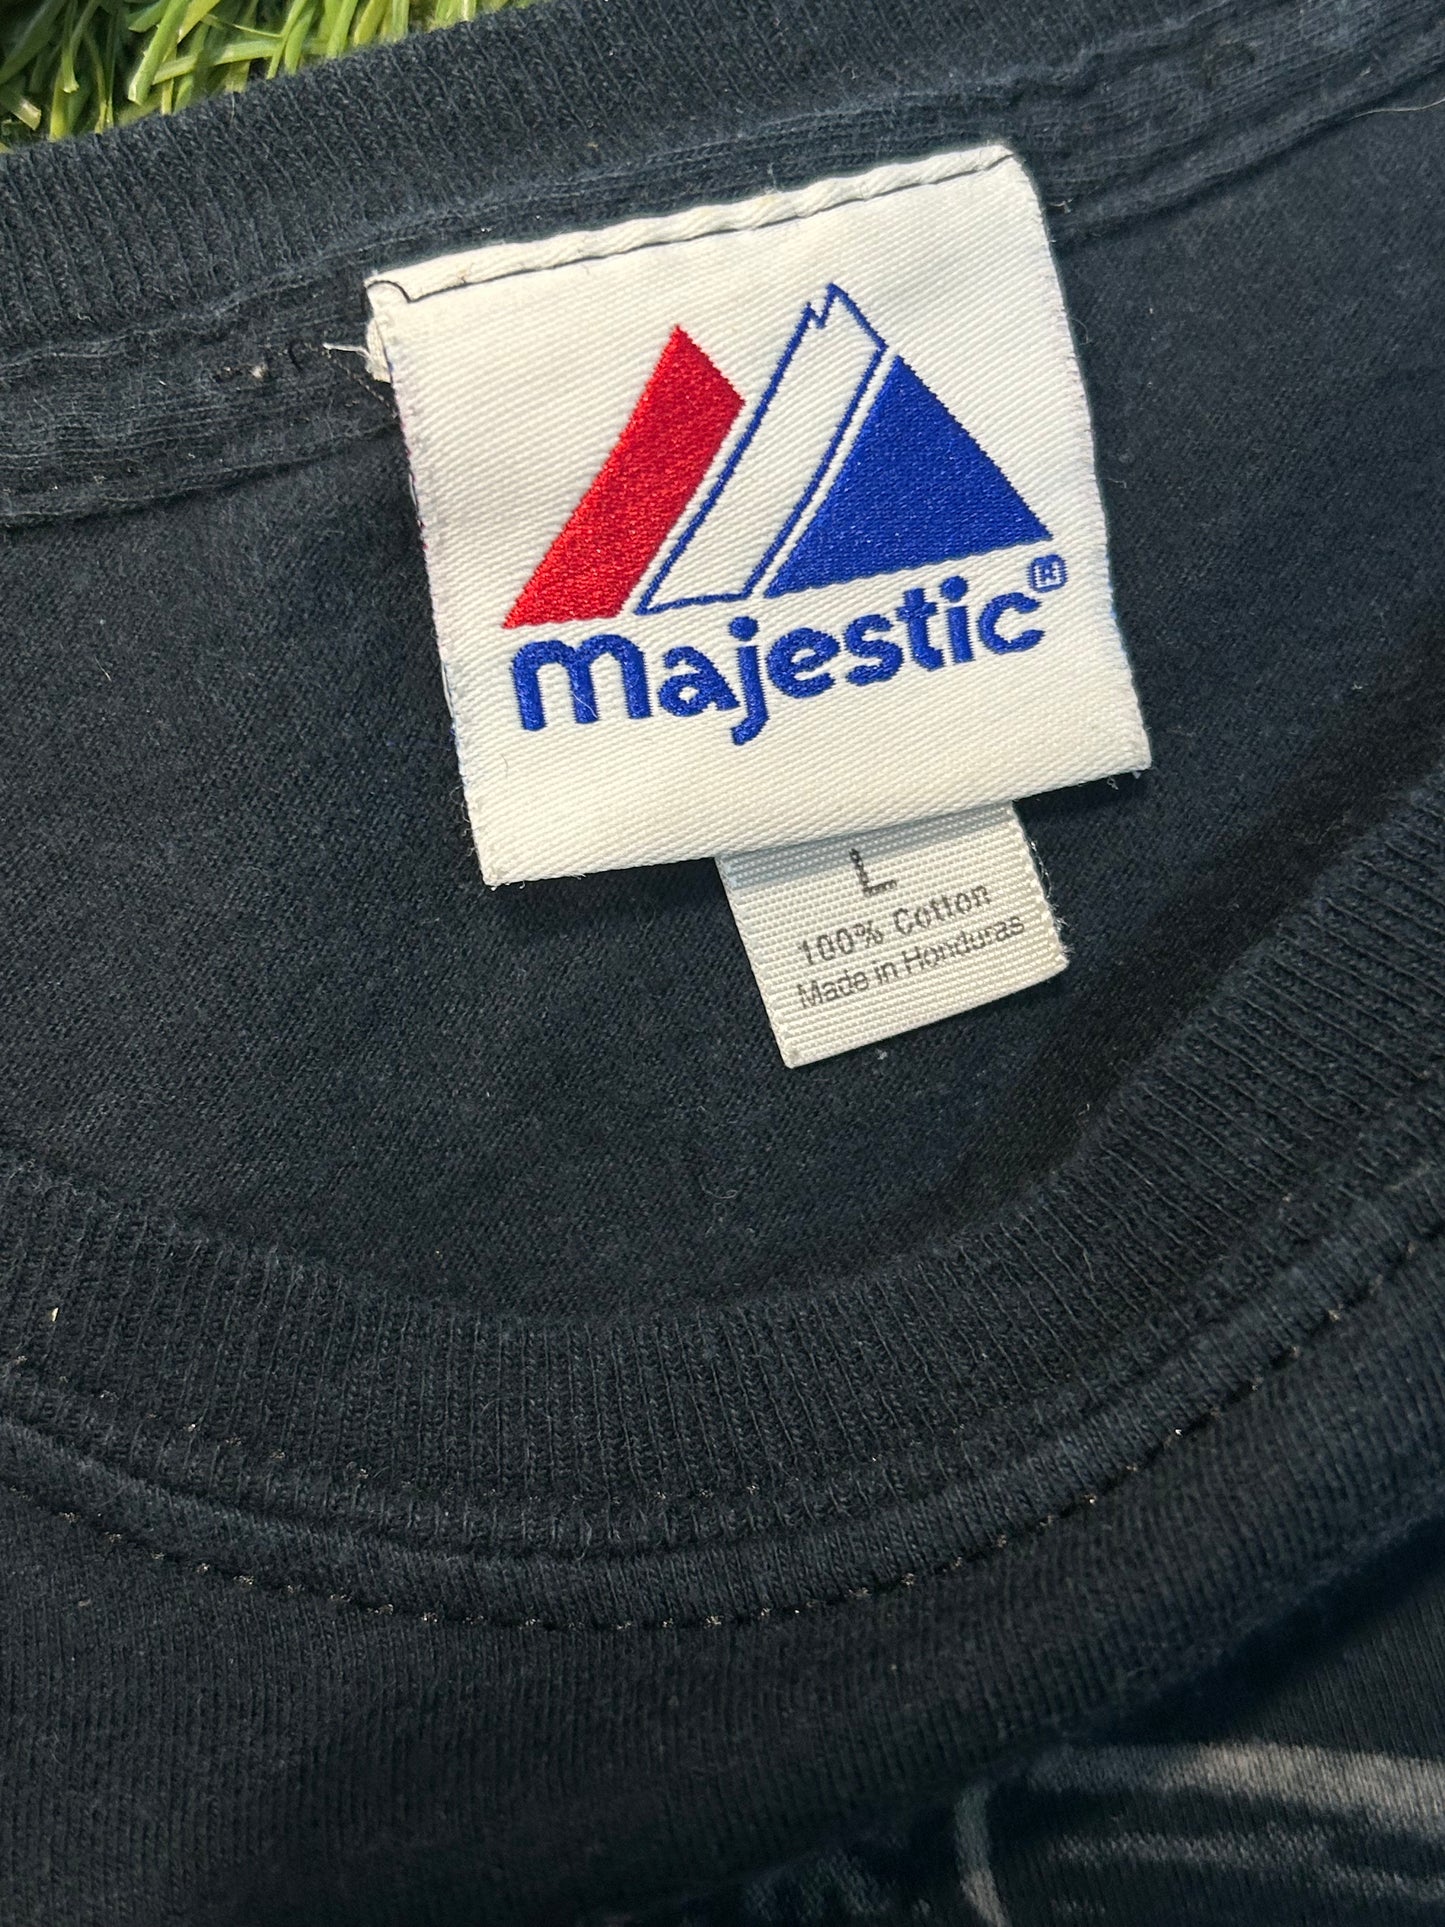 majestic®
L
100% Cotton
Made in Honduras